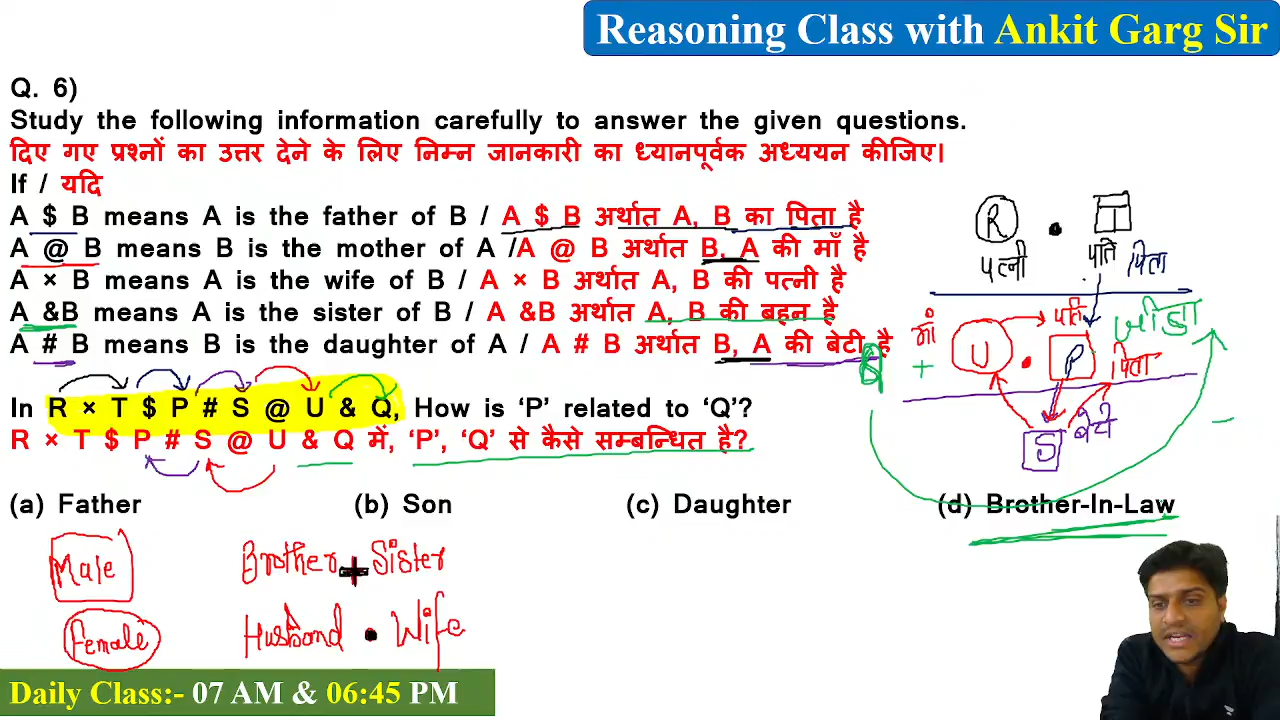 Reasoning Class with Ankit Garg Sir
Q. 6)
Study the following information carefully to answer the given questions.
दिए गए प्रश्नों का उत्तर देने के लिए निम्न जानकारी का ध्यानपूर्वक अध्ययन कीजिए।
If / यदि
A $ B means A is the father of B / A $ B अर्थात A, B का पिता है
A @ B means B is the mother of A /A @ B अर्थात B, A की माँ है
A × B means A is the wife of B / A × B अर्थात A, B की पत्नी है
A &B means A is the sister of B / A &B अर्थात A, B की बहन है
A # B means B is the daughter of A / A # B अर्थात B, A की बेटी है
In R × T $ P # S @ U & Q, How is ‘P’ related to ‘Q’?
R × T $ P # S @ U & Q में, ‘P’, ‘Q’ से कैसे सम्बन्धित है?
(a) Father (b) Son (c) Daughter (d) Brother-In-Law
R T
पत्नी पति पिता
माँ U पति P पिता जीजा
Q +
S बेटी
Male Brother + Sister
Female Husband • Wife
Daily Class:- 07 AM & 06:45 PM